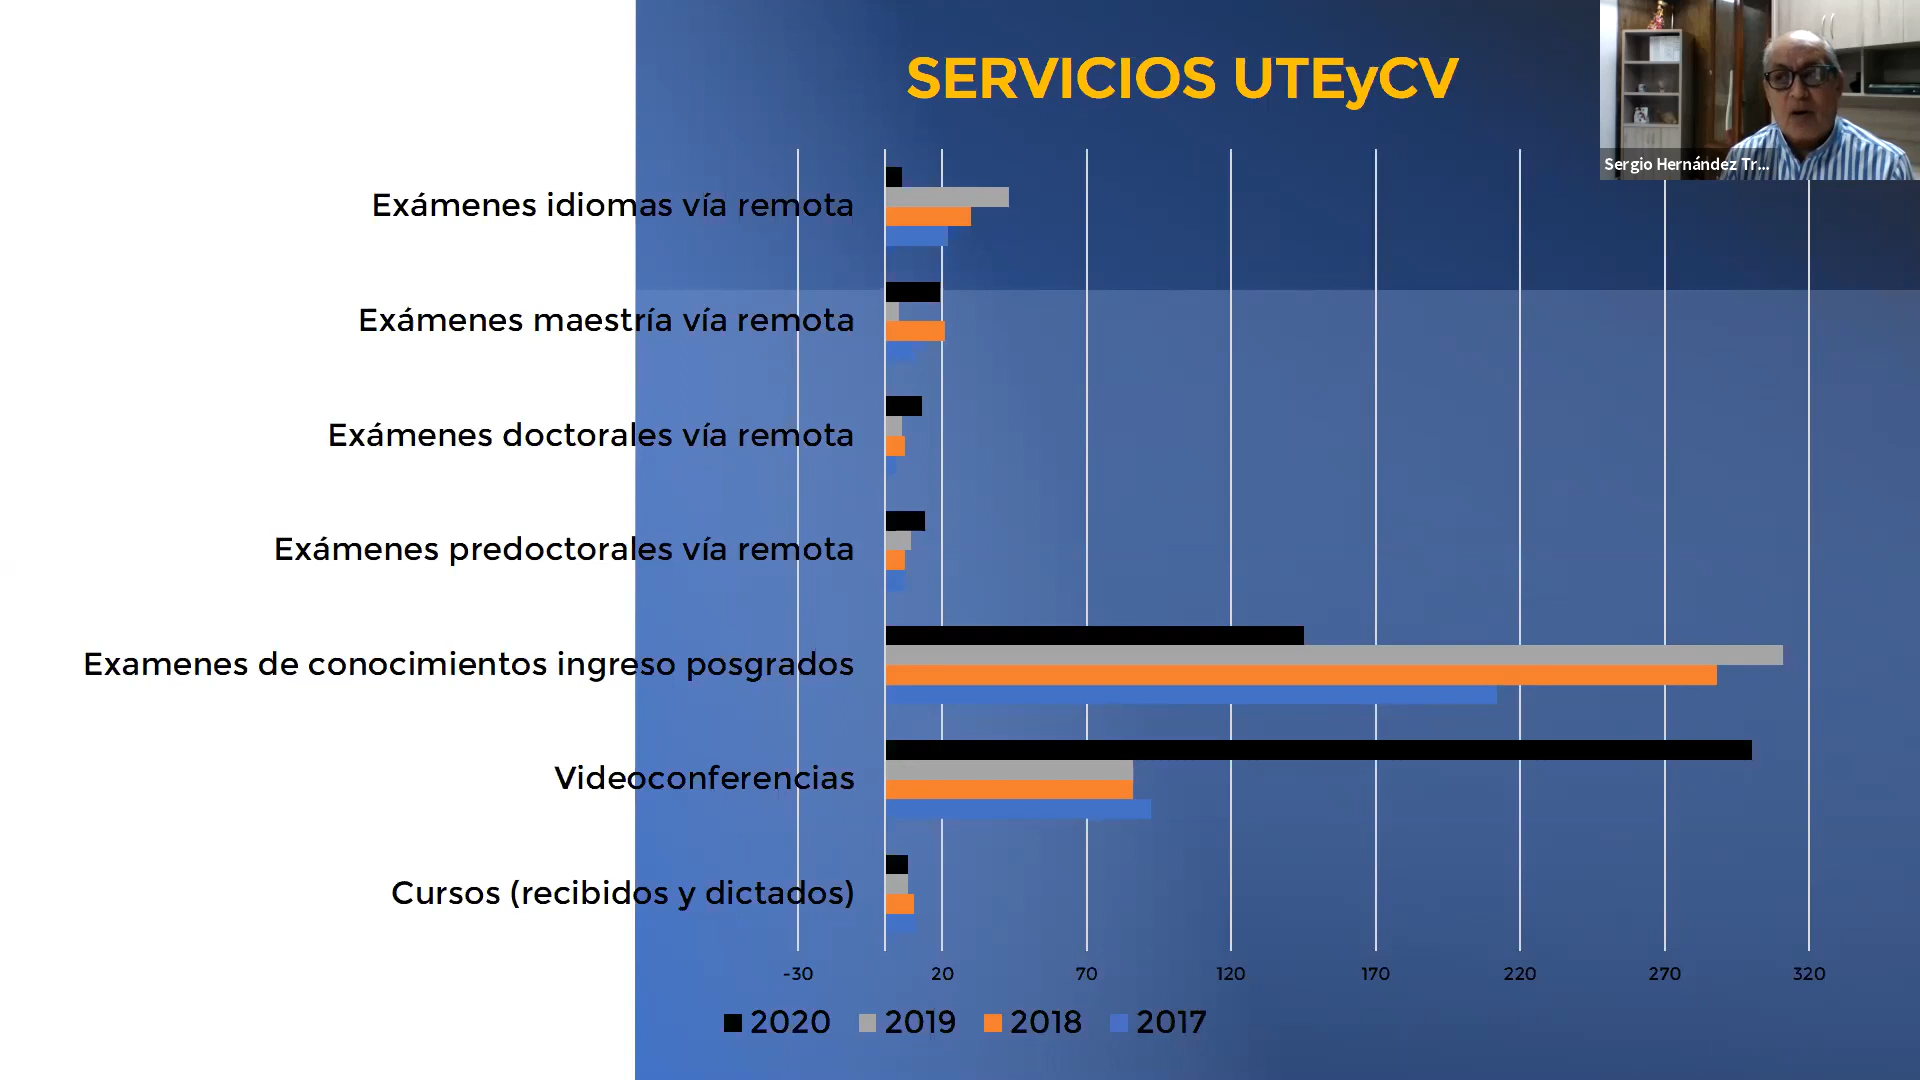 SERVICIOS UTEyCV
Sergio Hernández Tr...
Exámenes idiomas vía remota
Exámenes maestría vía remota
Exámenes doctorales vía remota
Exámenes predoctorales vía remota
Examenes de conocimientos ingreso posgrados
Videoconferencias
Cursos (recibidos y dictados)
-30 20 70 120 170 220 270 320
2020 2019 2018 2017